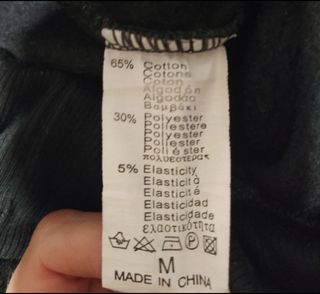 65% Cotton
Cotone
Coton
Algodón
Algodão
Βαμβάκι
30% Polyester
Poliestere
Polyester
Poliéster
Poliéster
πολυεστερας
5% Elasticity
Elasticità
Elasticité
Elasticidad
Elasticidade
ελαστικότητα
M
MADE IN CHINA